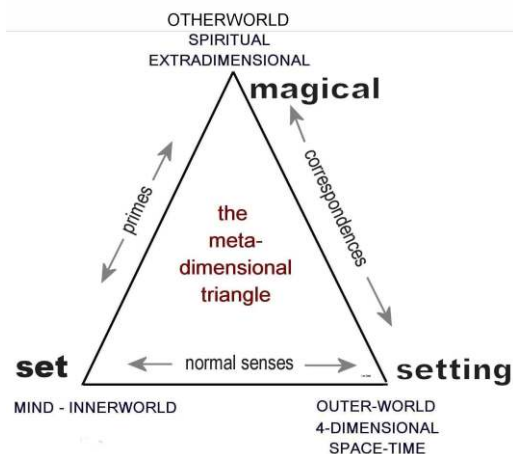 OTHERWORLD
SPIRITUAL
EXTRADIMENSIONAL
magical
primes
correspondences
the
meta-
dimensional
triangle
set
normal senses
setting
MIND - INNERWORLD
OUTER-WORLD
4-DIMENSIONAL
SPACE-TIME